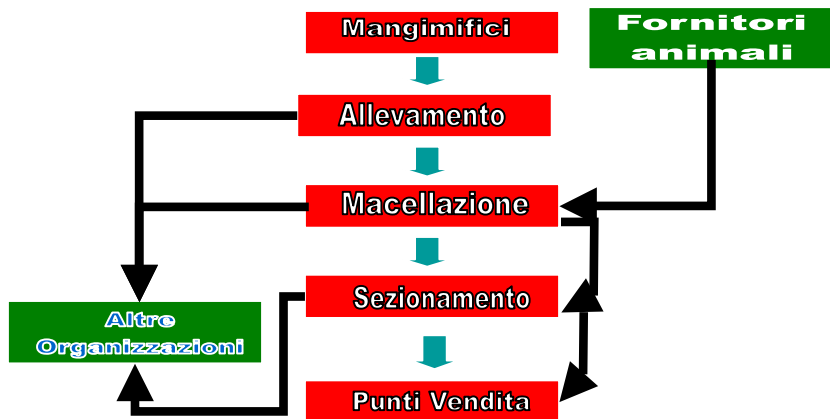 Mangimifici
Fornitori
animali
Allevamento
Macellazione
Sezionamento
Altre
Organizzazioni
Punti Vendita